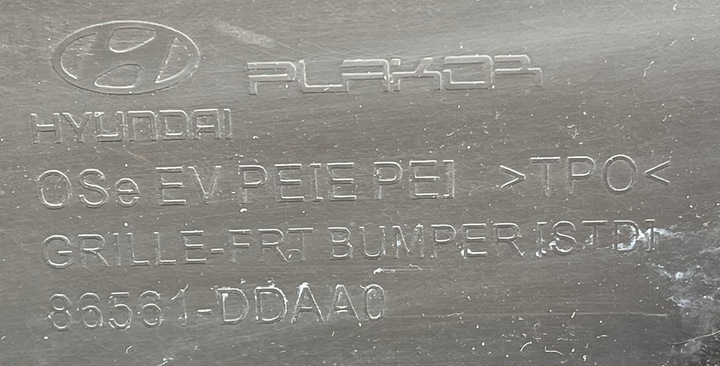 PLAKOR
HYUNDAI
OSe EV PE(E PE) >TPO<
GRILLE-FRT BUMPER(STD)
86561-DDAA0